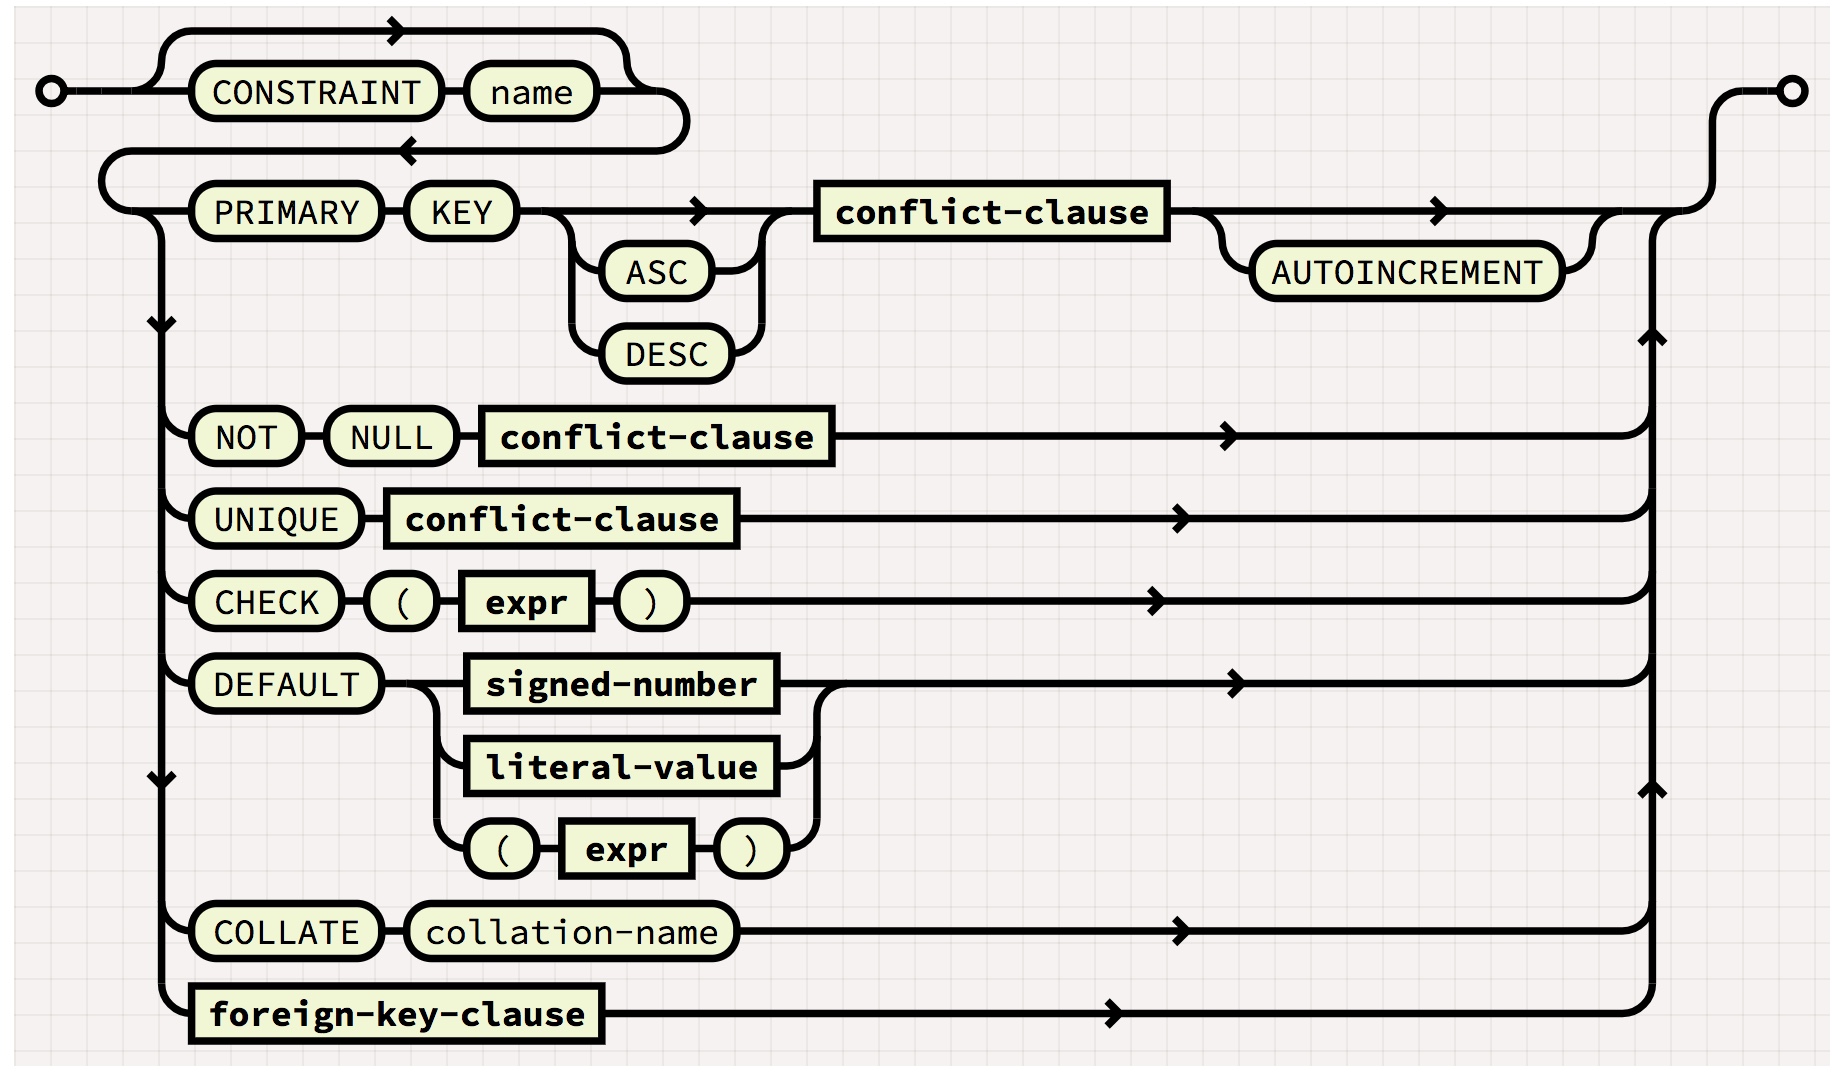 CONSTRAINT name
PRIMARY KEY conflict-clause
ASC AUTOINCREMENT
DESC
NOT NULL conflict-clause
UNIQUE conflict-clause
CHECK ( expr )
DEFAULT signed-number
literal-value
( expr )
COLLATE collation-name
foreign-key-clause